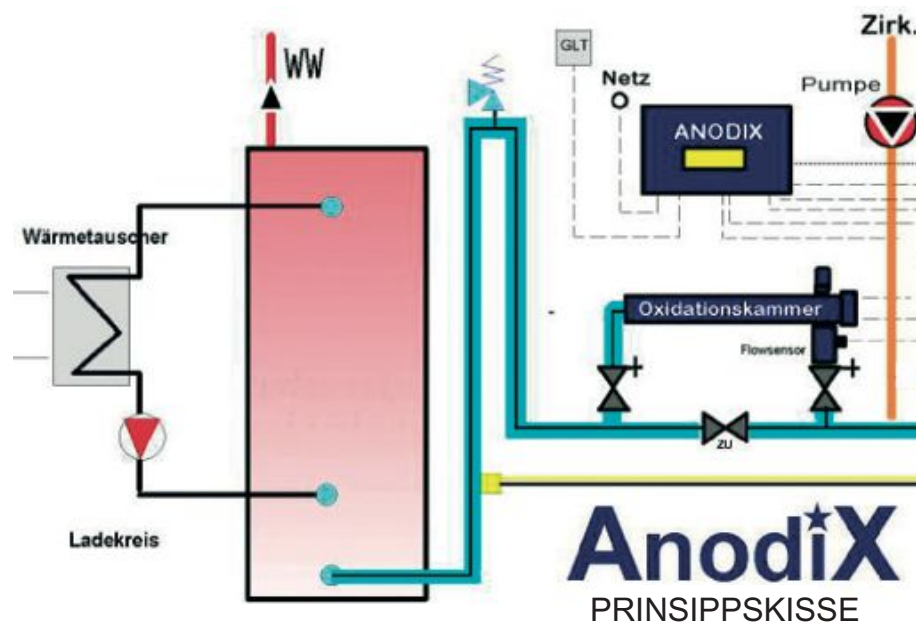 Zirk.
GLT
WW
Netz
Pumpe
ANODIX
Wärmetauscher
Oxidationskammer
Flowsensor
ZU
Ladekreis
AnodiX
PRINSIPPSKISSE